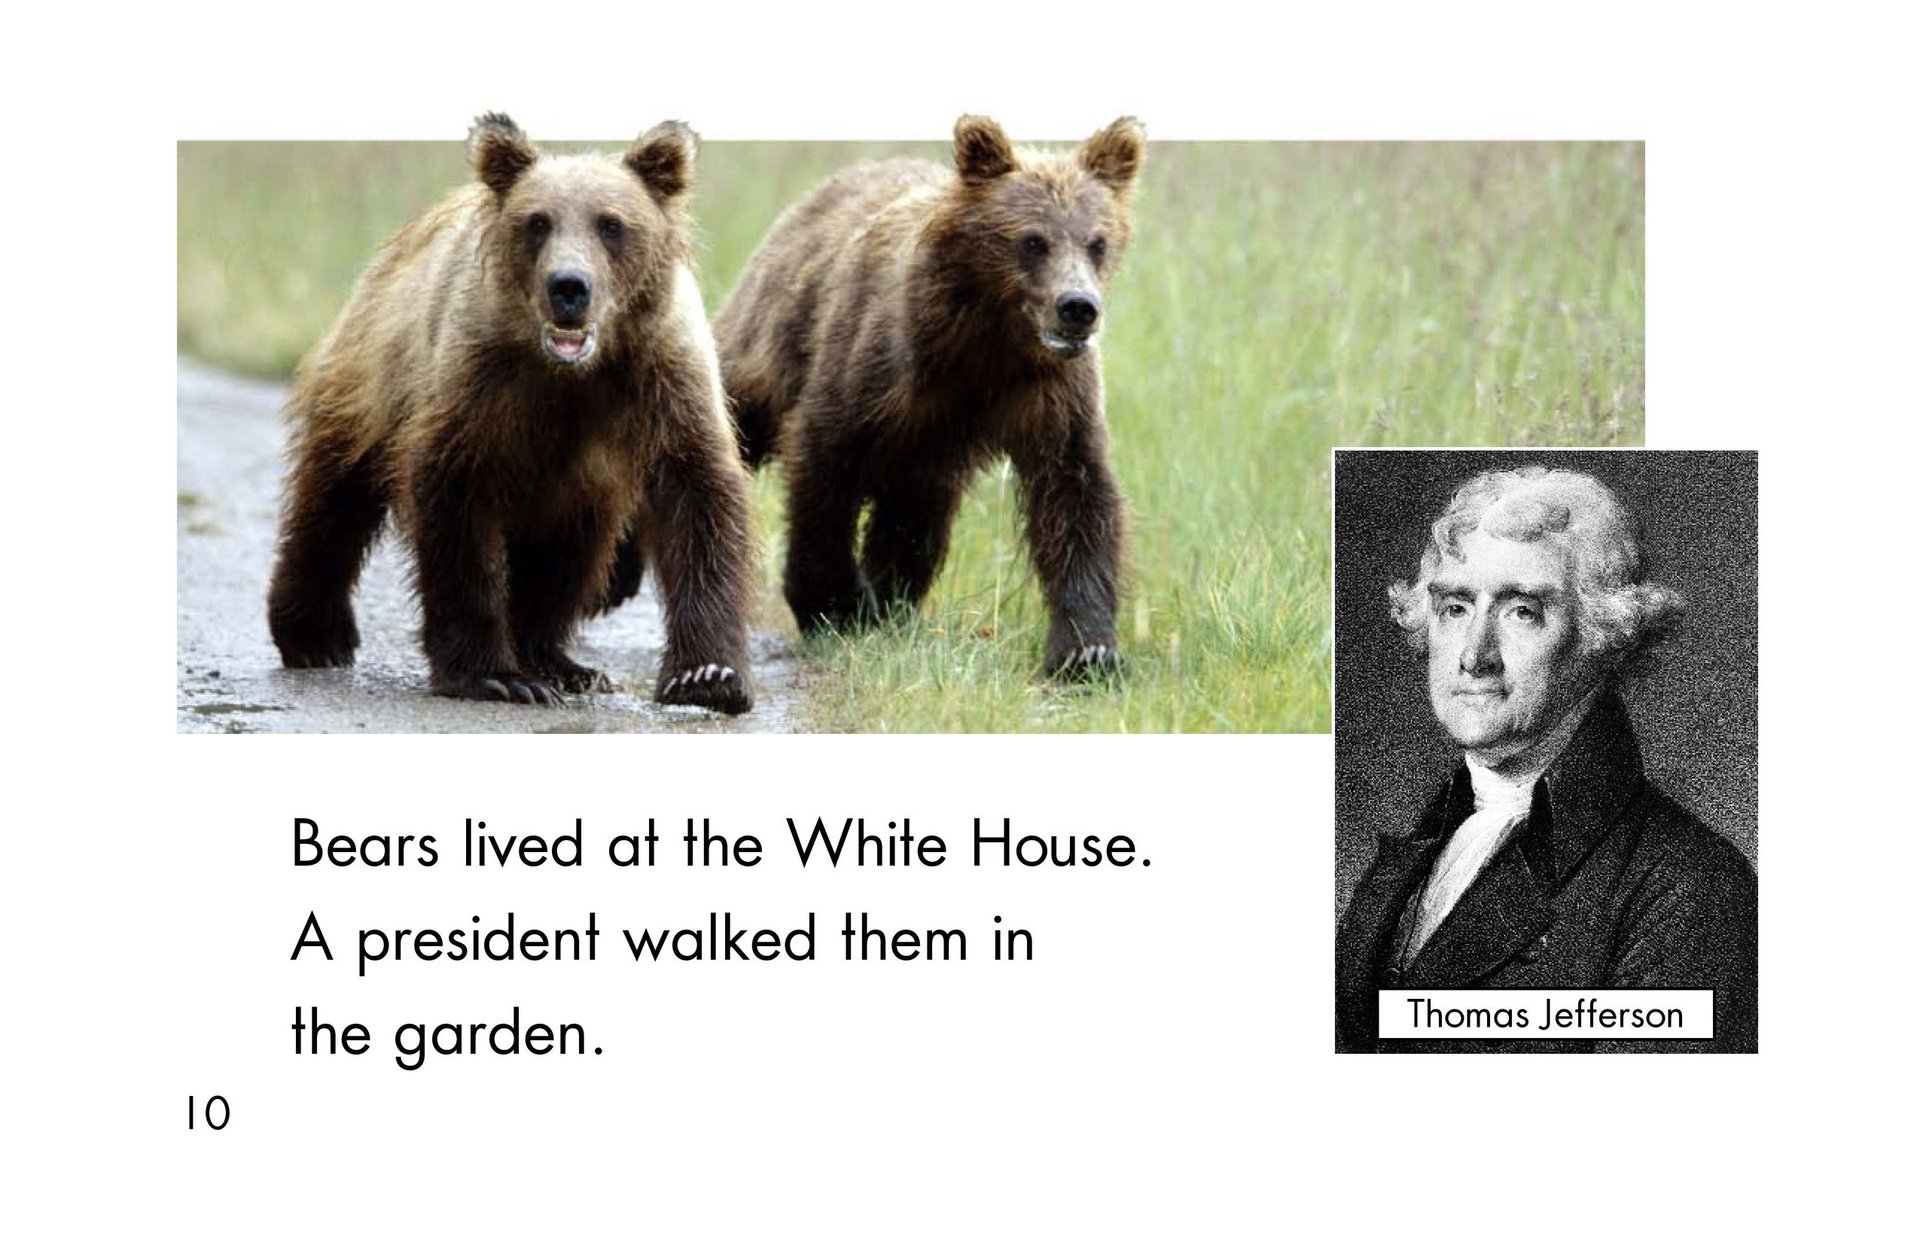 Bears lived at the White House.
A president walked them in
the garden.
Thomas Jefferson
10